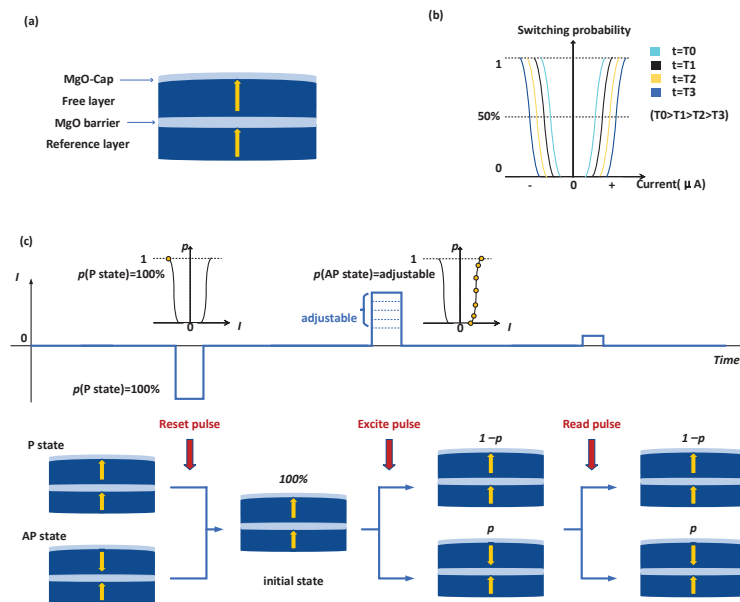 (a)
MgO-Cap
Free layer
MgO barrier
Reference layer
(b)
Switching probability
1
50%
0
- 0 + Current( μ A)
t=T0
t=T1
t=T2
t=T3
(T0>T1>T2>T3)
(c)
I
0
p(P state)=100%
p
1
0
I
p(P state)=100%
adjustable
p(AP state)=adjustable
p
1
0
I
Time
Reset pulse
Excite pulse
Read pulse
P state
AP state
100%
initial state
1-p
p
1-p
p